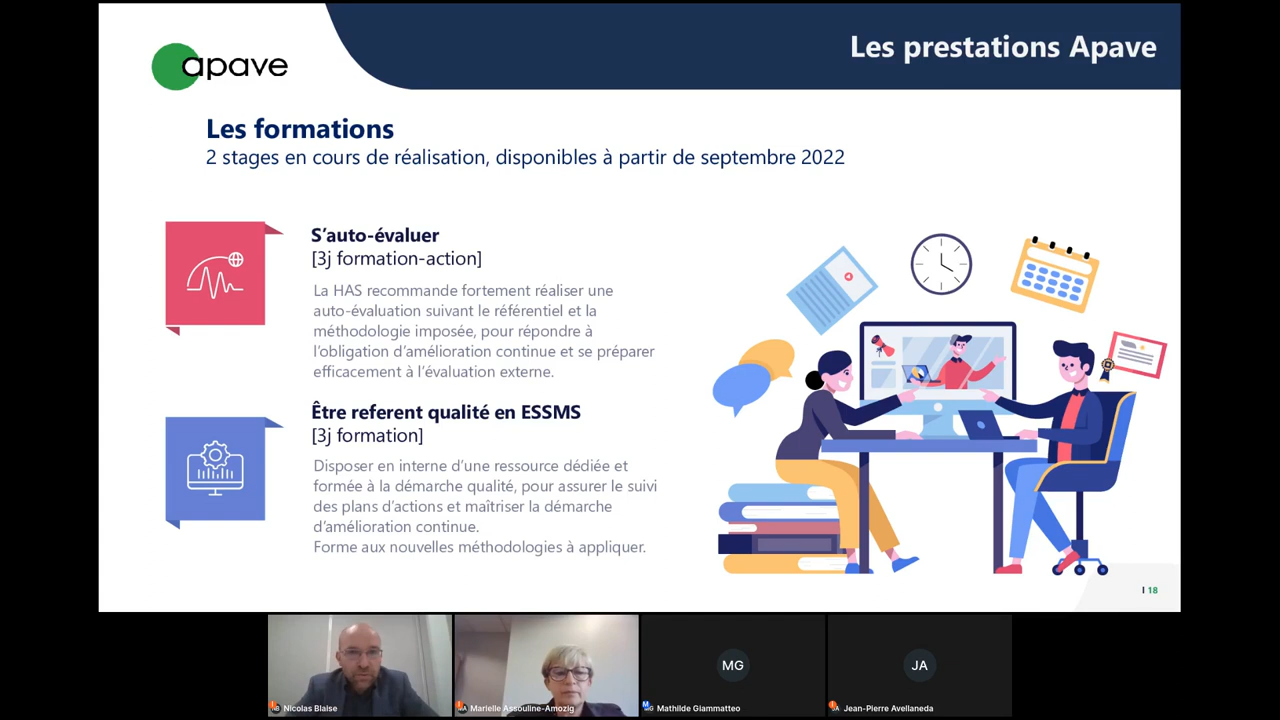 Les prestations Apave
apave
Les formations
2 stages en cours de réalisation, disponibles à partir de septembre 2022
S'auto-évaluer
[3j formation-action]
La HAS recommande fortement réaliser une
auto-évaluation suivant le référentiel et la
méthodologie imposée, pour répondre à
l'obligation d'amélioration continue et se préparer
efficacement à l'évaluation externe.
Être referent qualité en ESSMS
[3j formation]
Disposer en interne d'une ressource dédiée et
formée à la démarche qualité, pour assurer le suivi
des plans d'actions et maîtriser la démarche
d'amélioration continue.
Forme aux nouvelles méthodologies à appliquer.
I 18
MG
JA
Nicolas Blaise
Marielle Assouline-Amozig
Mathilde Giammatteo
Jean-Pierre Avellaneda